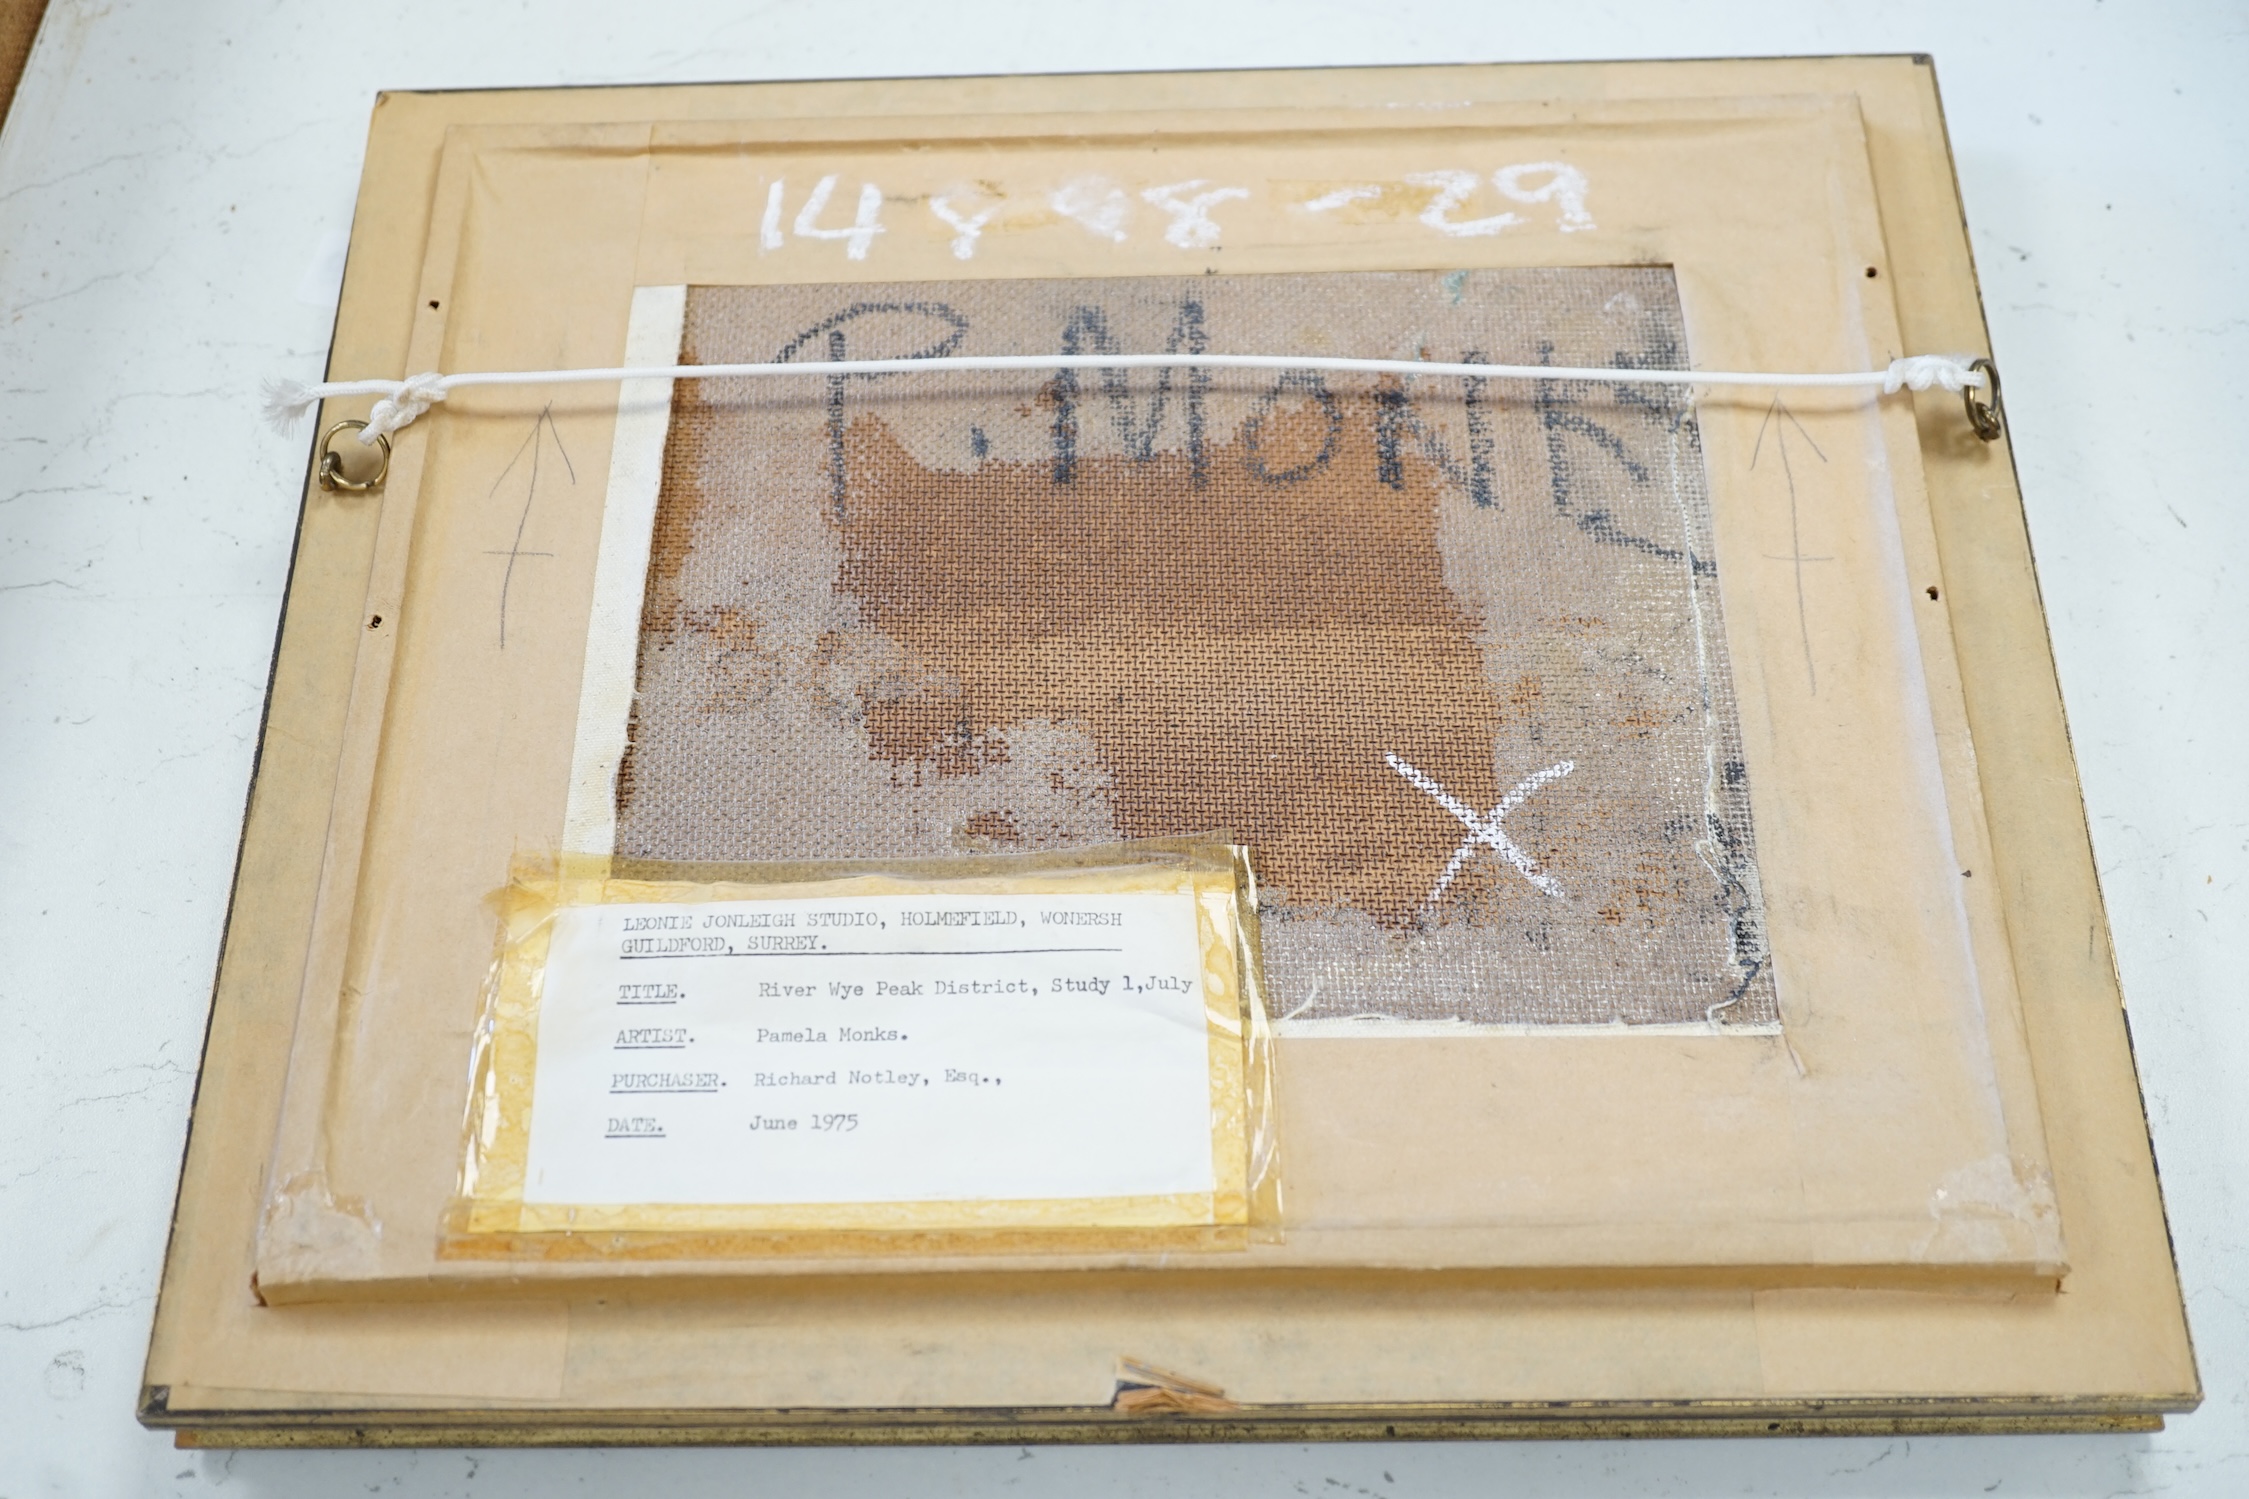 14898-29
P. MONKS
X
LEONIE JONLEIGH STUDIO, HOLMEFIELD, WONERSH
GUILDFORD, SURREY.
TITLE. River Wye Peak District, Study 1,July
ARTIST. Pamela Monks.
PURCHASER. Richard Notley, Esq.,
DATE. June 1975